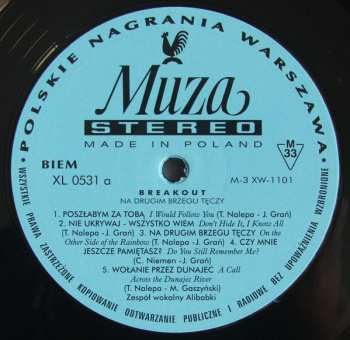 • POLSKIE NAGRANIA WARSZAWA •
Muza
STEREO
MADE IN POLAND
BIEM
M
33
XL 0531 a
M-3 XW-1101
BREAKOUT
NA DRUGIM BRZEGU TĘCZY
1. POSZŁABYM ZA TOBĄ I Would Follow You (T. Nalepa - J. Grań)
2. NIE UKRYWAJ - WSZYSTKO WIEM Don't Hide It, I Know All
(T. Nalepa - J. Grań) 3. NA DRUGIM BRZEGU TĘCZY On the
Other Side of the Rainbow (T. Nalepa - J. Grań) 4. CZY MNIE
JESZCZE PAMIĘTASZ? Do You Still Remember Me?
(C. Niemen - J. Grań)
5. WOŁANIE PRZEZ DUNAJEC A Call
Across the Dunajec River
(T. Nalepa - M. Gaszyński)
Zespół wokalny Alibabki
WSZYSTKIE PRAWA ZASTRZEŻONE KOPIOWANIE ODTWARZANIE PUBLICZNE I RADIOWE BEZ UPOWAŻNIENIA WZBRONIONE